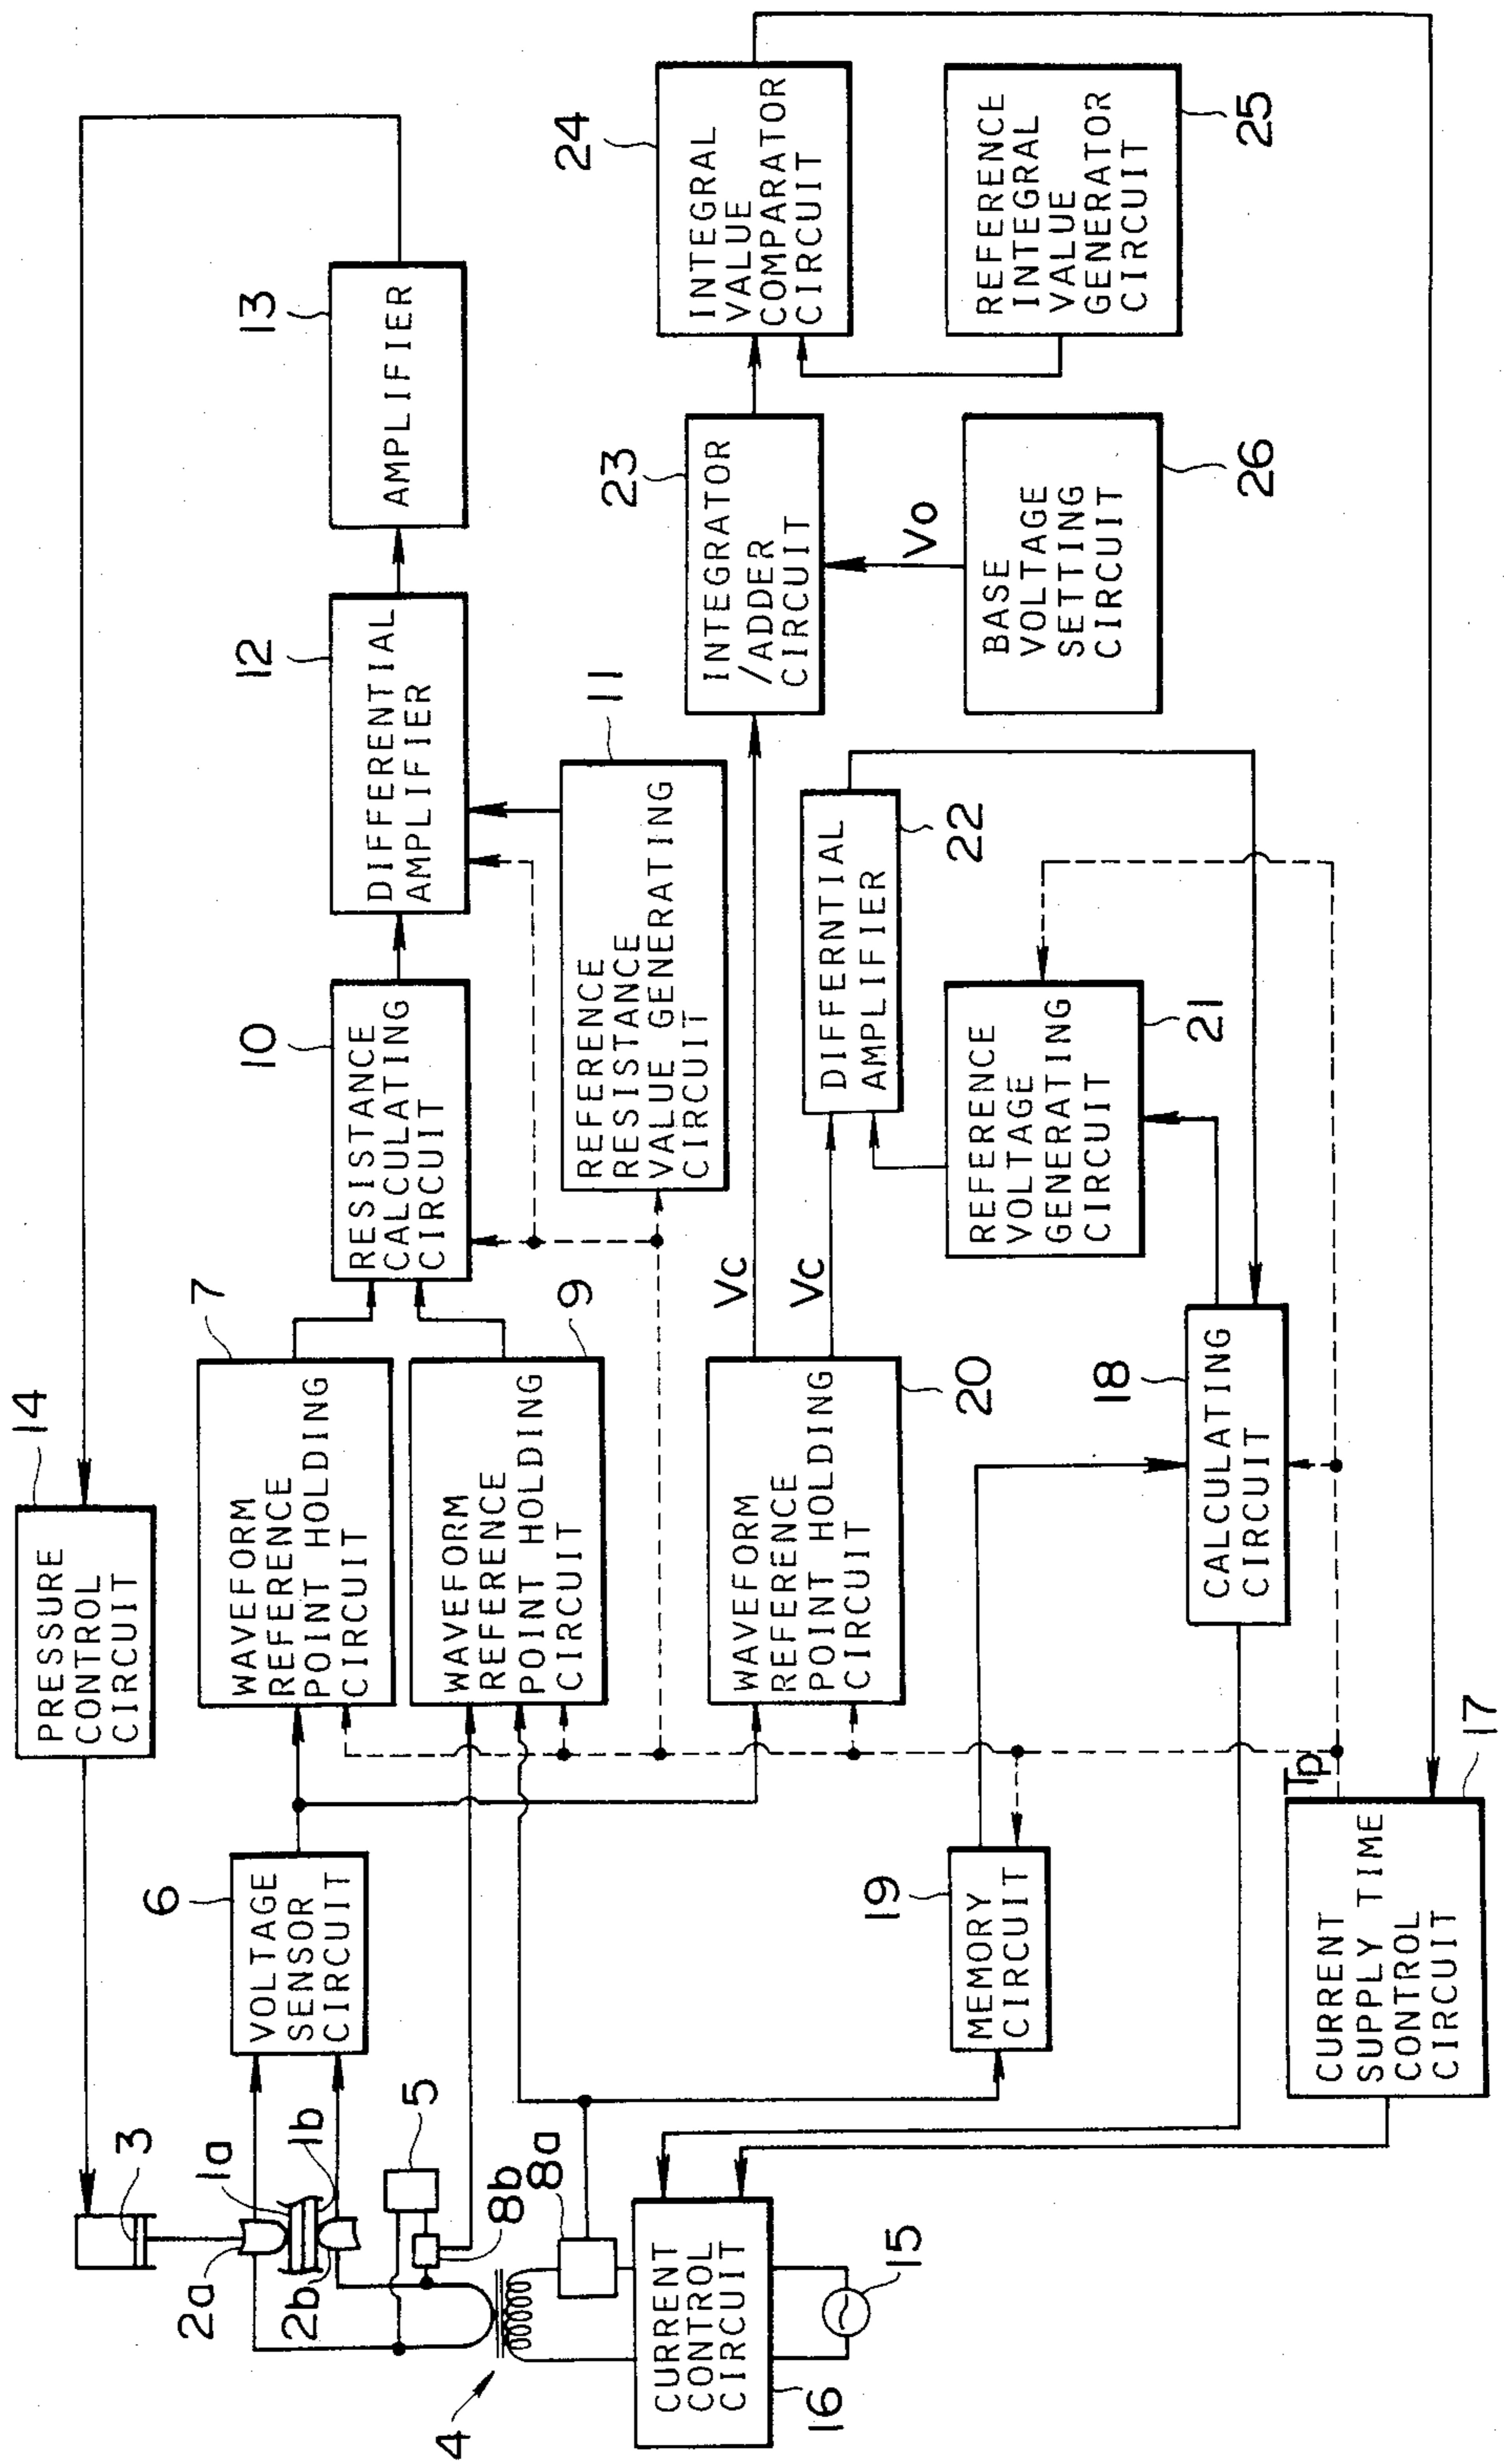 14
PRESSURE
CONTROL
CIRCUIT
3
2a
1a
1b
2b
6
VOLTAGE
SENSOR
CIRCUIT
5
8b
8a
4
7
WAVEFORM
REFERENCE
POINT HOLDING
CIRCUIT
9
WAVEFORM
REFERENCE
POINT HOLDING
CIRCUIT
10
RESISTANCE
CALCULATING
CIRCUIT
12
DIFFERENTIAL
AMPLIFIER
13
AMPLIFIER
11
REFERENCE
RESISTANCE
VALUE GENERATING
CIRCUIT
20
WAVEFORM
REFERENCE
POINT HOLDING
CIRCUIT
Vc
Vc
23
INTEGRATOR
/ADDER
CIRCUIT
24
INTEGRAL
VALUE
COMPARATOR
CIRCUIT
25
REFERENCE
INTEGRAL
VALUE
GENERATOR
CIRCUIT
Vo
26
BASE
VOLTAGE
SETTING
CIRCUIT
22
DIFFERNTIAL
AMPLIFIER
21
REFERENCE
VOLTAGE
GENERATING
CIRCUIT
18
CALCULATING
CIRCUIT
19
MEMORY
CIRCUIT
Tp
17
CURRENT
SUPPLY TIME
CONTROL
CIRCUIT
16
CURRENT
CONTROL
CIRCUIT
15